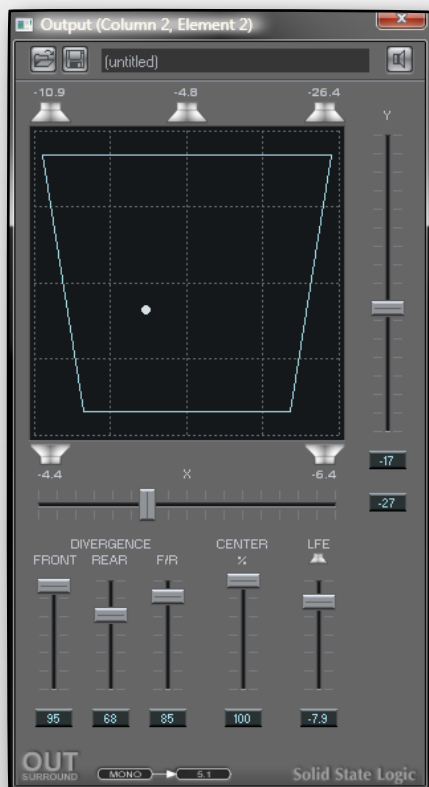 Output (Column 2, Element 2)
(untitled)
-10.9 -4.8 -26.4
Y
-4.4 X -6.4
-17
-27
DIVERGENCE CENTER LFE
FRONT REAR F/R %
95 68 85 100 -7.9
OUT
SURROUND MONO 5.1 Solid State Logic